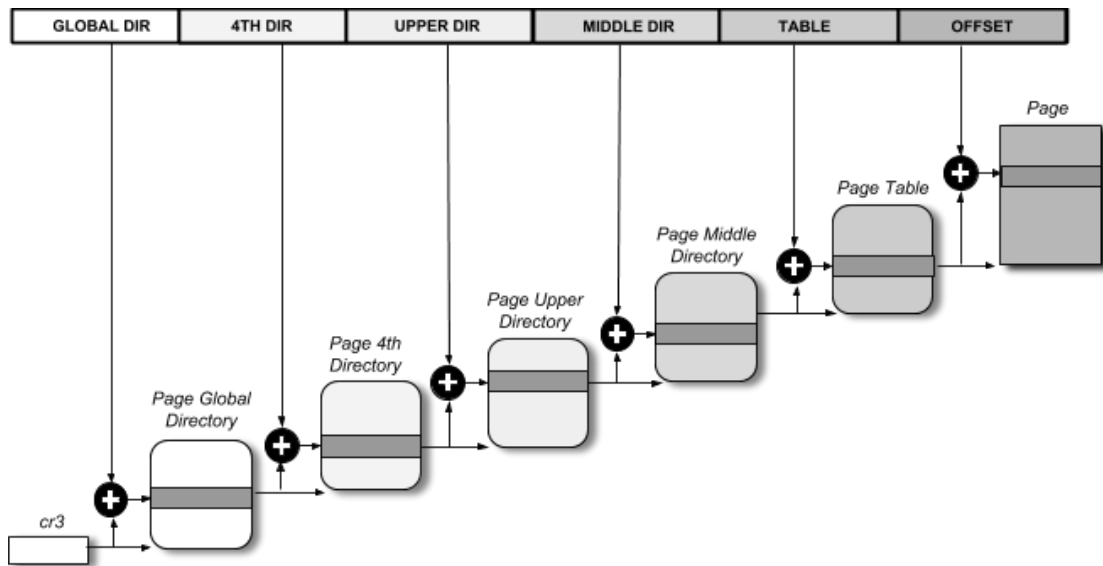 GLOBAL DIR
4TH DIR
UPPER DIR
MIDDLE DIR
TABLE
OFFSET
Page
Page Table
Page Middle
Directory
Page Upper
Directory
Page 4th
Directory
Page Global
Directory
cr3